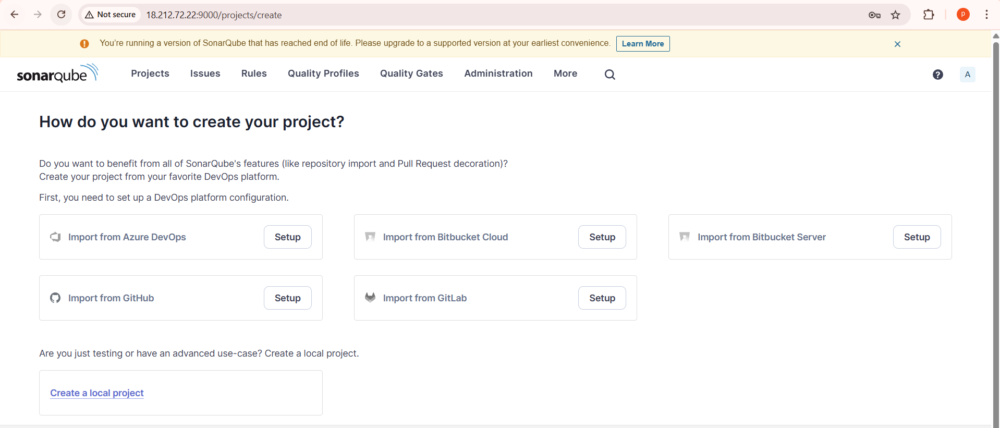 Not secure 18.212.72.22:9000/projects/create P
You’re running a version of SonarQube that has reached end of life. Please upgrade to a supported version at your earliest convenience. Learn More
sonarqube Projects Issues Rules Quality Profiles Quality Gates Administration More ? A
How do you want to create your project?
Do you want to benefit from all of SonarQube's features (like repository import and Pull Request decoration)?
Create your project from your favorite DevOps platform.
First, you need to set up a DevOps platform configuration.
Import from Azure DevOps Setup Import from Bitbucket Cloud Setup Import from Bitbucket Server Setup
Import from GitHub Setup Import from GitLab Setup
Are you just testing or have an advanced use-case? Create a local project.
Create a local project